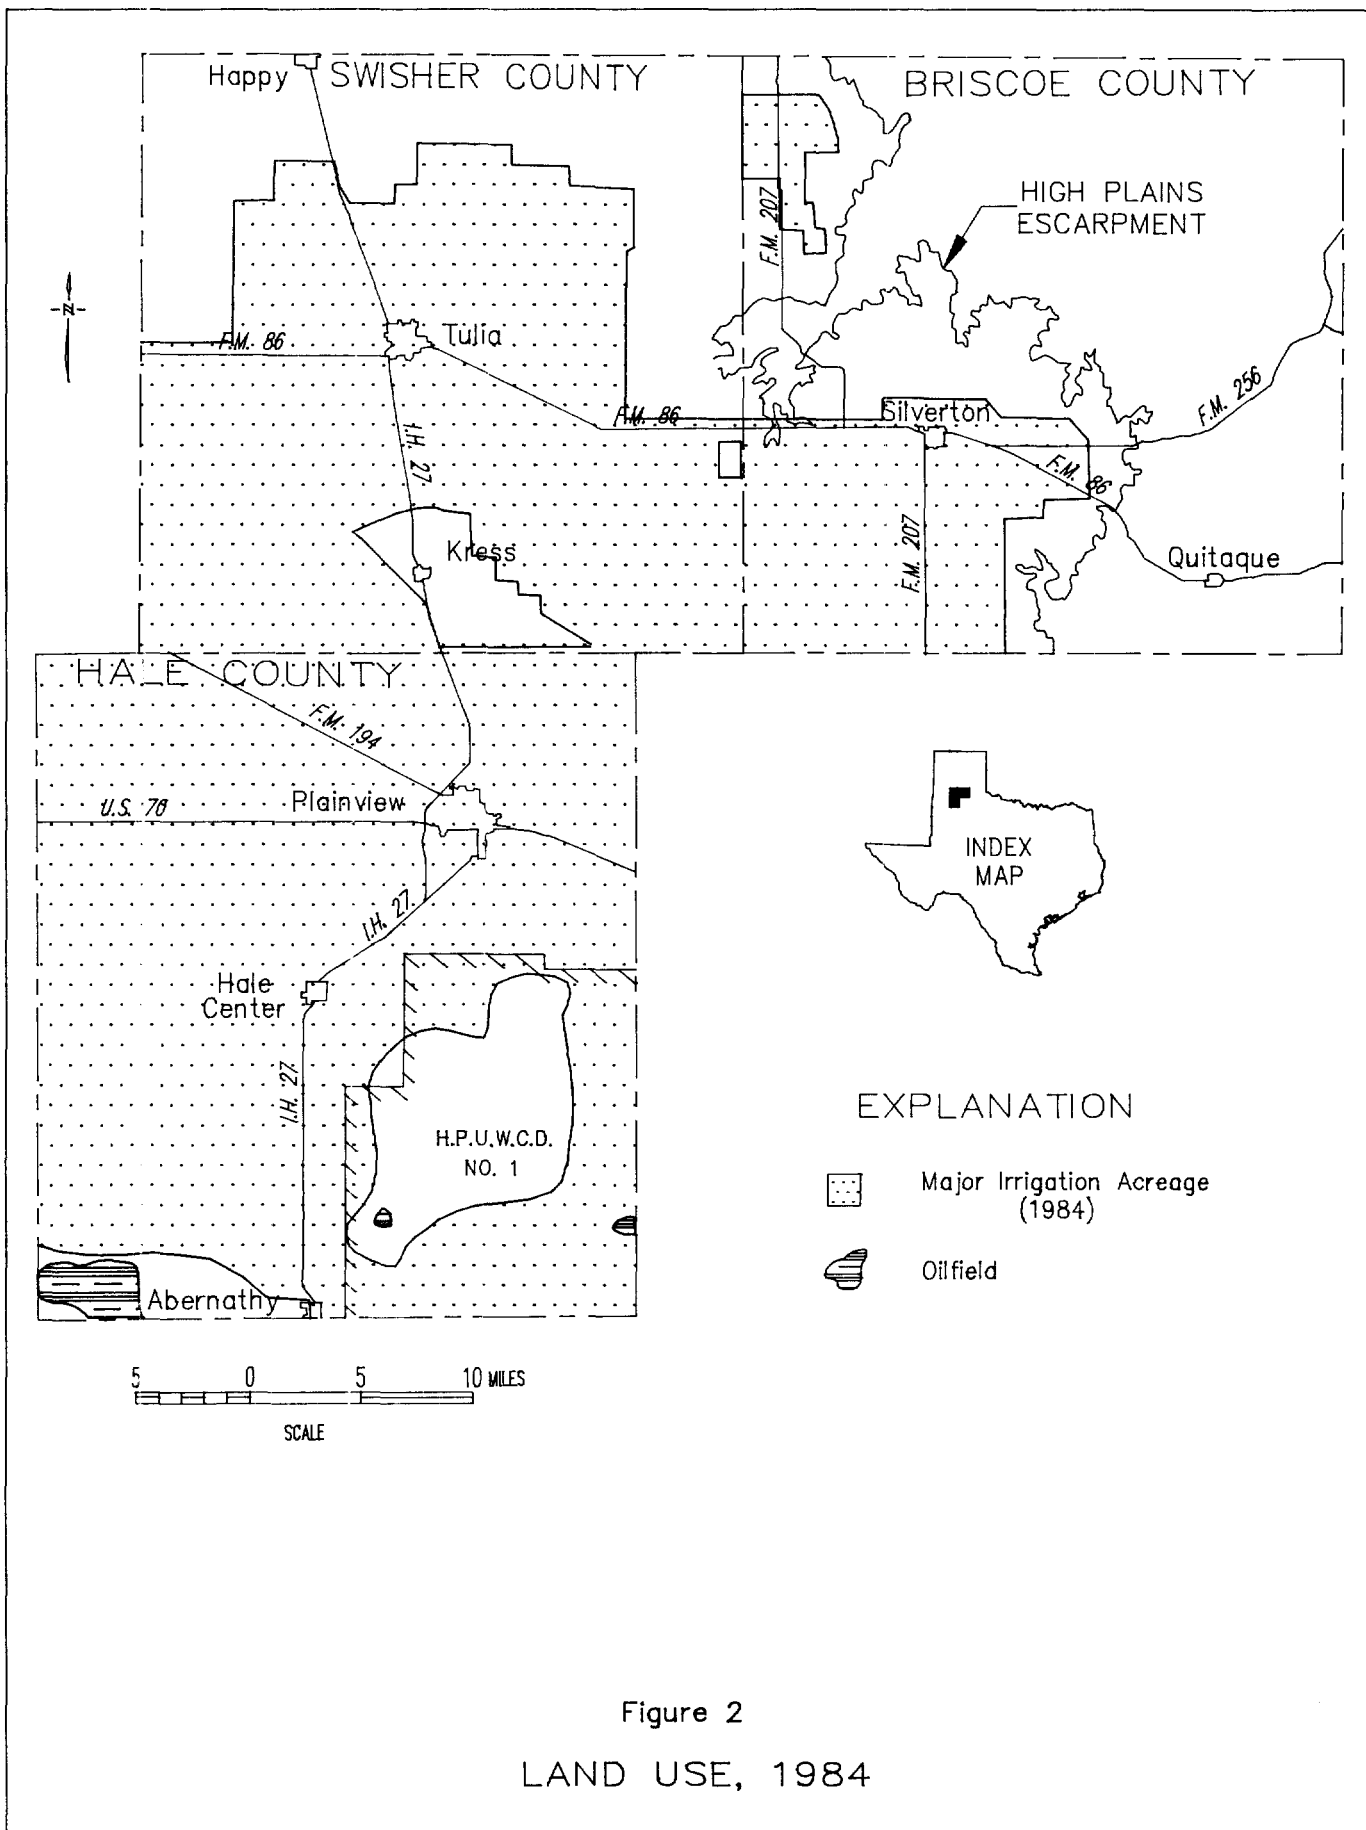 Happy
SWISHER COUNTY
BRISCOE COUNTY
HIGH PLAINS
ESCARPMENT
F.M. 207
N
F.M. 86
Tulia
F.M. 86
Silverton
F.M. 256
I.H. 27
F.M. 86
Kress
F.M. 207
Quitaque
HALE COUNTY
F.M. 194
Plainview
U.S. 70
INDEX
MAP
I.H. 27
Hale
Center
I.H. 27
H.P.U.W.C.D.
NO. 1
EXPLANATION
Major Irrigation Acreage
(1984)
Oilfield
Abernathy
5 0 5 10 MILES
SCALE
Figure 2
LAND USE, 1984